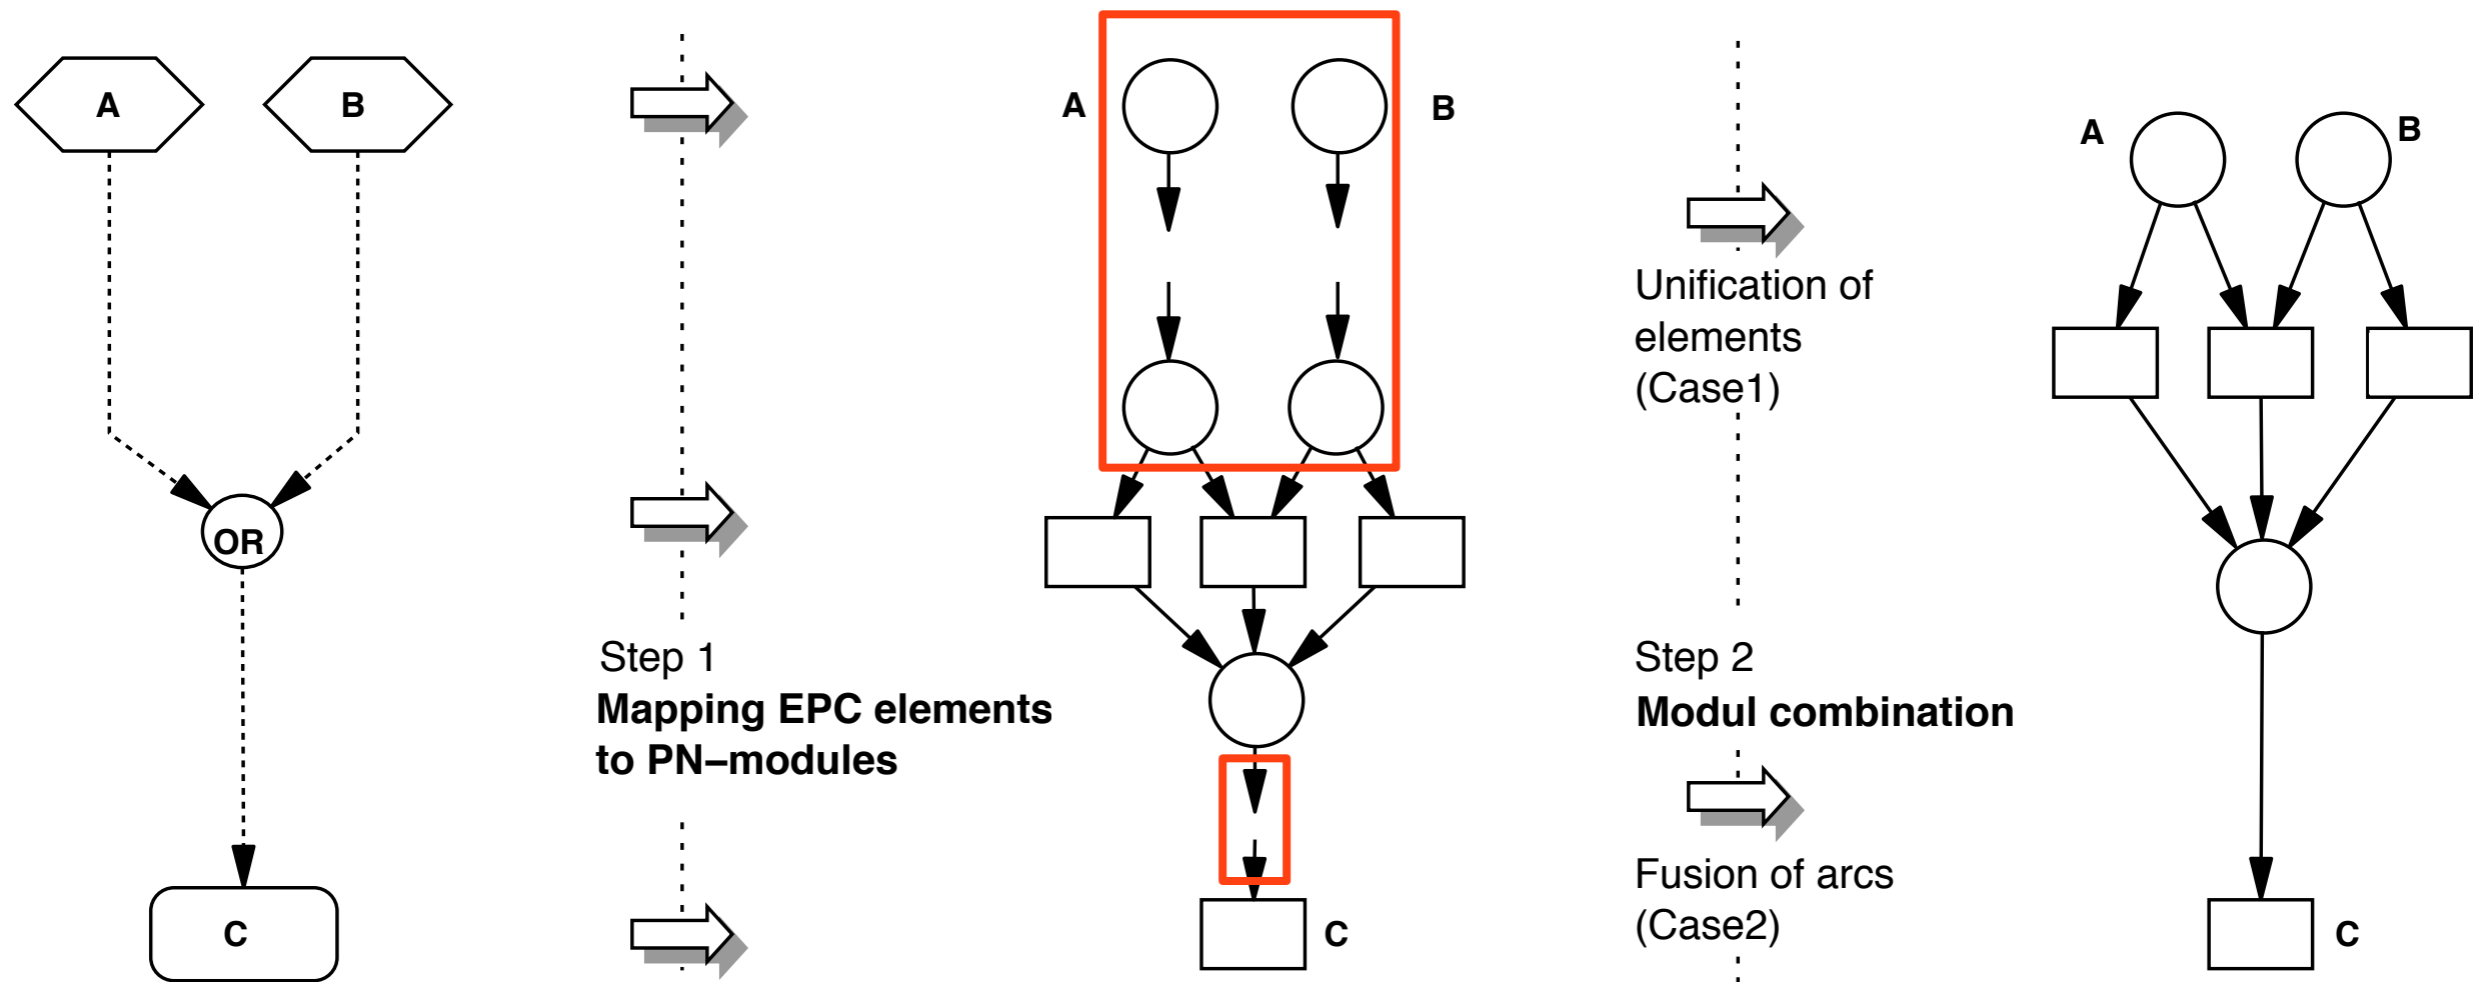 A
B
OR
C
Step 1
Mapping EPC elements
to PN–modules
A
B
C
Unification of
elements
(Case1)
Step 2
Modul combination
Fusion of arcs
(Case2)
A
B
C